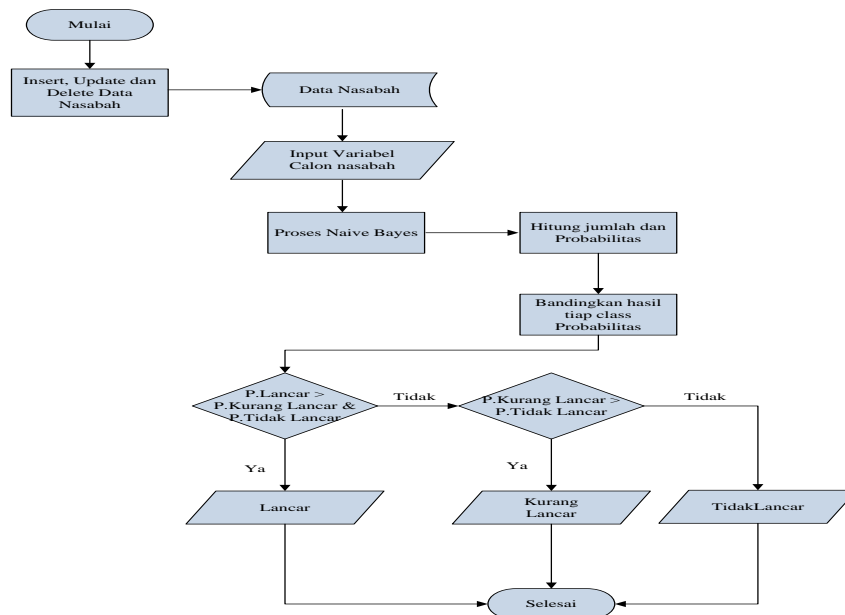 Mulai
Insert, Update dan
Delete Data
Nasabah
Data Nasabah
Input Variabel
Calon nasabah
Proses Naive Bayes
Hitung jumlah dan
Probabilitas
Bandingkan hasil
tiap class
Probabilitas
P.Lancar >
P.Kurang Lancar &
P.Tidak Lancar
Tidak
P.Kurang Lancar >
P.Tidak Lancar
Tidak
Ya
Ya
Lancar
Kurang
Lancar
TidakLancar
Selesai